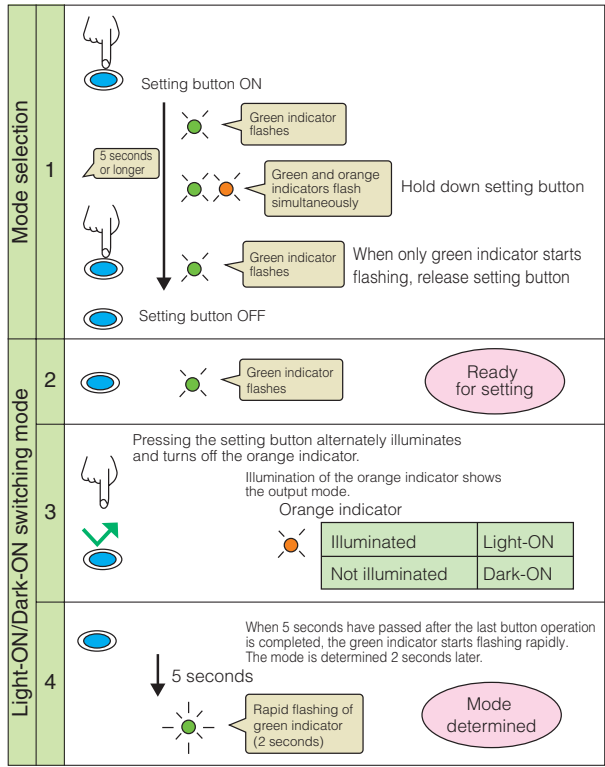 Mode selection
1
Setting button ON
Green indicator
flashes
5 seconds
or longer
Green and orange
indicators flash
simultaneously
Hold down setting button
Green indicator
flashes
When only green indicator starts
flashing, release setting button
Setting button OFF
Light-ON/Dark-ON switching mode
2
Green indicator
flashes
Ready
for setting
3
Pressing the setting button alternately illuminates
and turns off the orange indicator.
Illumination of the orange indicator shows
the output mode.
Orange indicator
Illuminated Light-ON
Not illuminated Dark-ON
4
When 5 seconds have passed after the last button operation
is completed, the green indicator starts flashing rapidly.
The mode is determined 2 seconds later.
5 seconds
Rapid flashing of
green indicator
(2 seconds)
Mode
determined